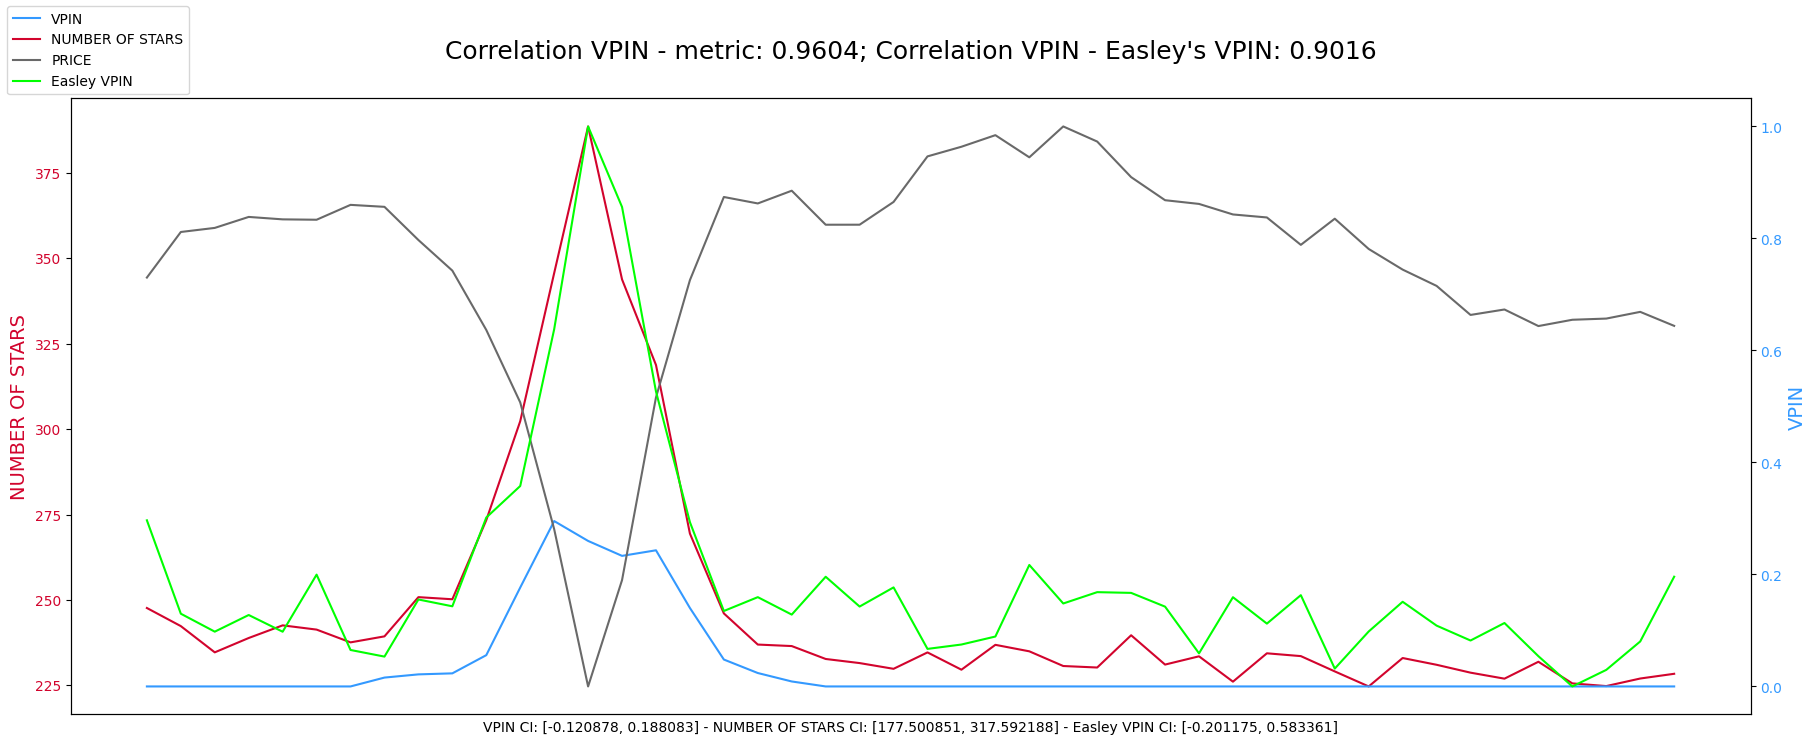 VPIN
NUMBER OF STARS
PRICE
Easley VPIN
Correlation VPIN - metric: 0.9604; Correlation VPIN - Easley's VPIN: 0.9016
375
350
325
300
275
250
225
NUMBER OF STARS
1.0
0.8
0.6
0.4
0.2
0.0
VPIN
VPIN CI: [-0.120878, 0.188083] - NUMBER OF STARS CI: [177.500851, 317.592188] - Easley VPIN CI: [-0.201175, 0.583361]